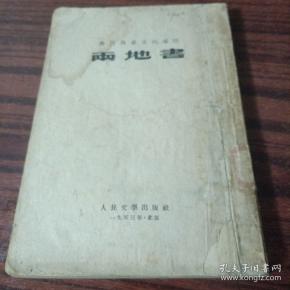 兩地書
人民文學出版社
一九五三年·北京
孔夫子旧书网